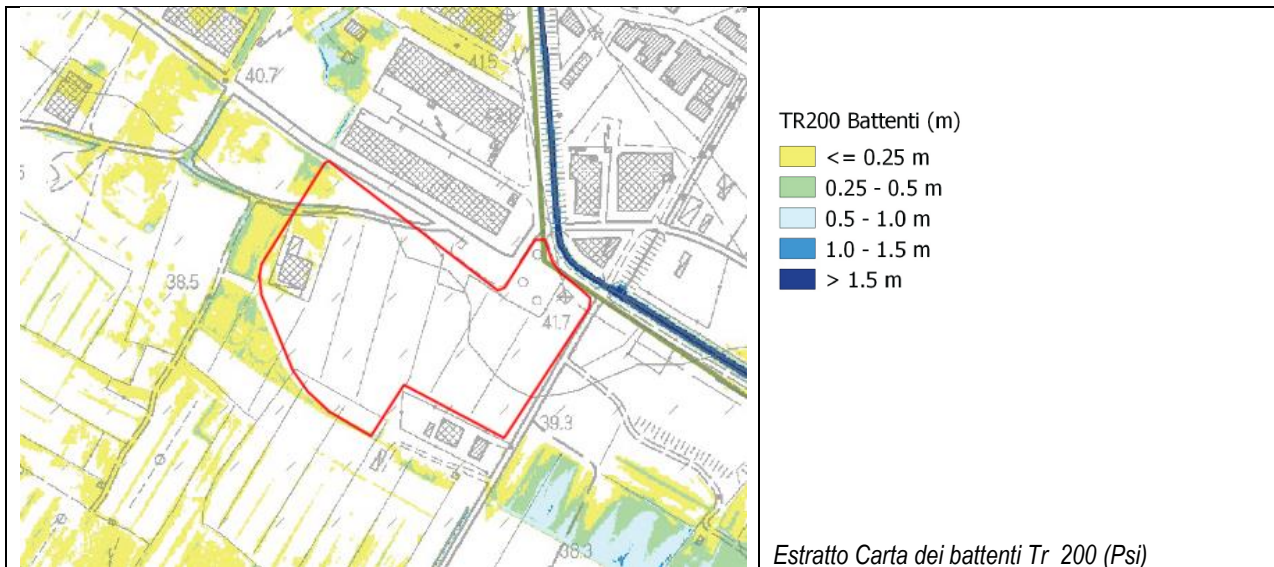 40.7
415
38.5
41.7
39.3
38.3
TR200 Battenti (m)
<= 0.25 m
0.25 - 0.5 m
0.5 - 1.0 m
1.0 - 1.5 m
> 1.5 m
Estratto Carta dei battenti Tr 200 (Psi)